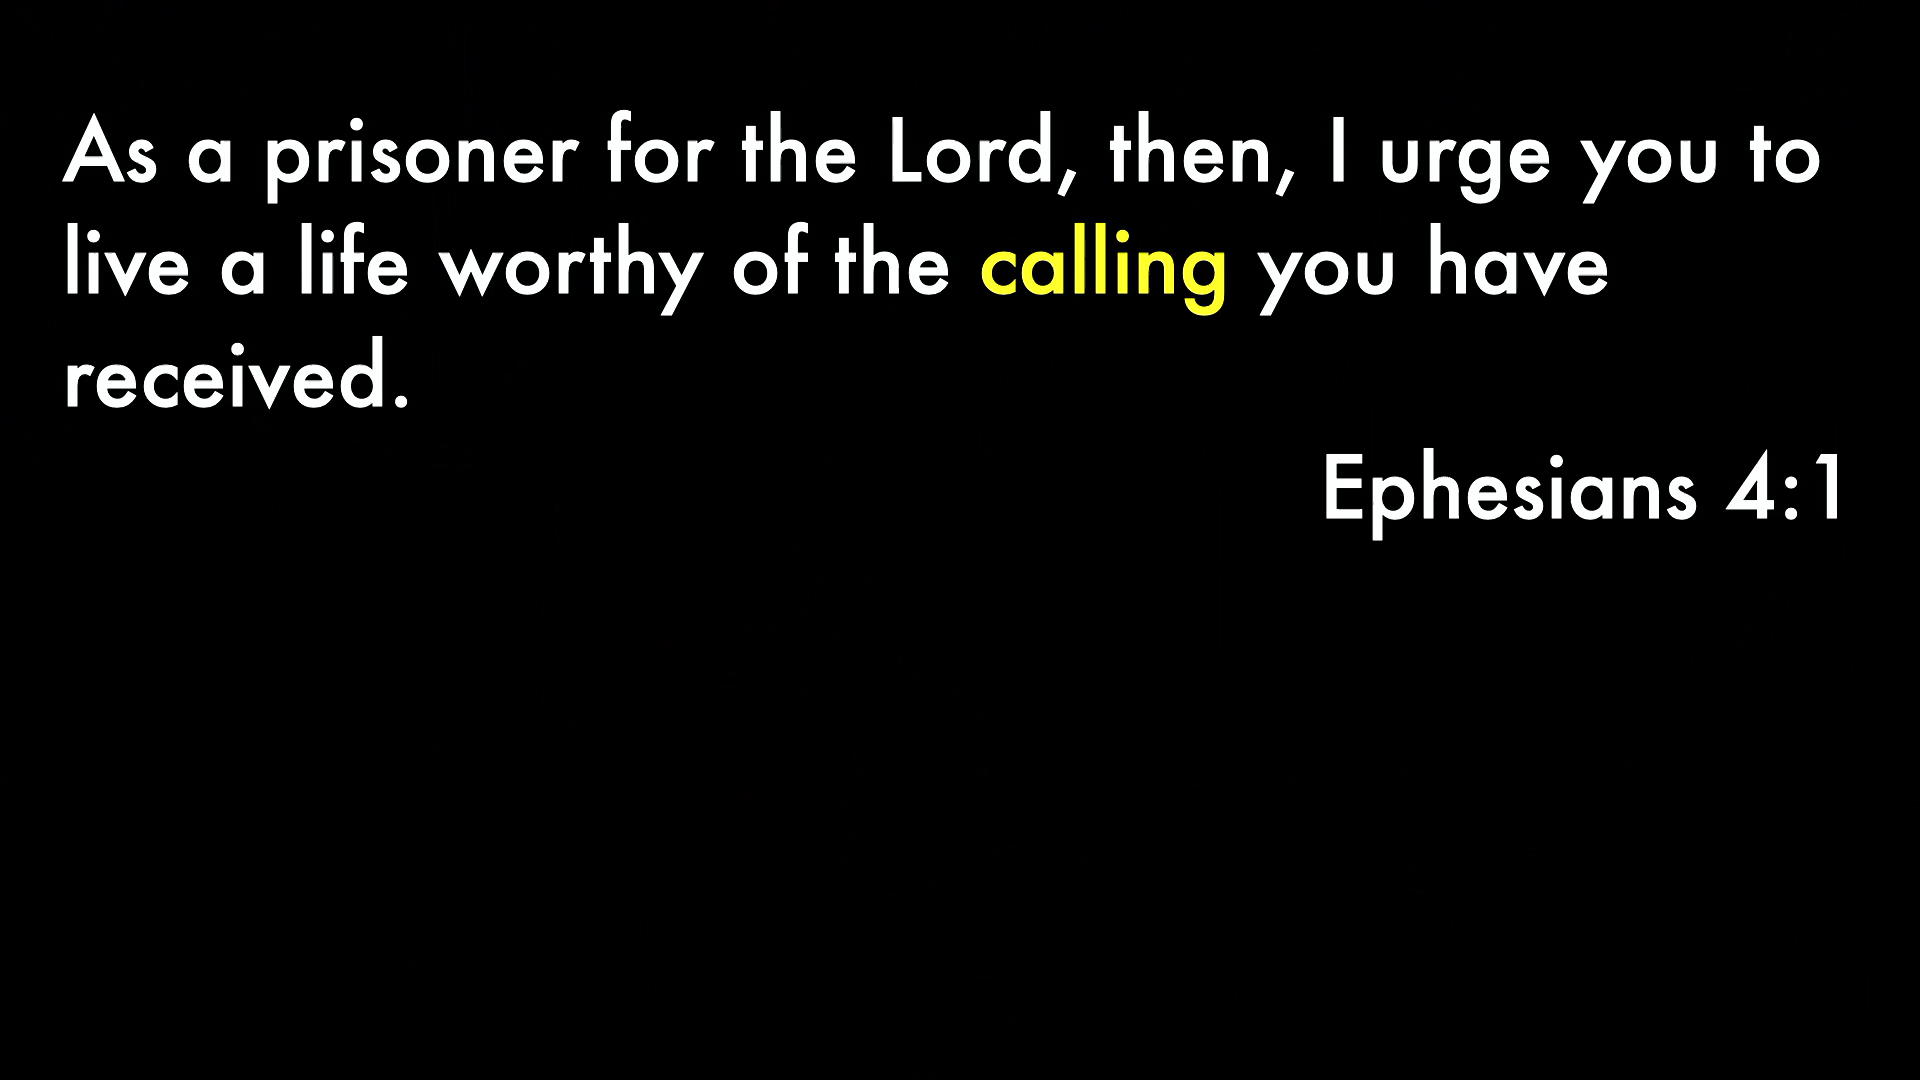 As a prisoner for the Lord, then, I urge you to
live a life worthy of the calling you have
received.
Ephesians 4:1